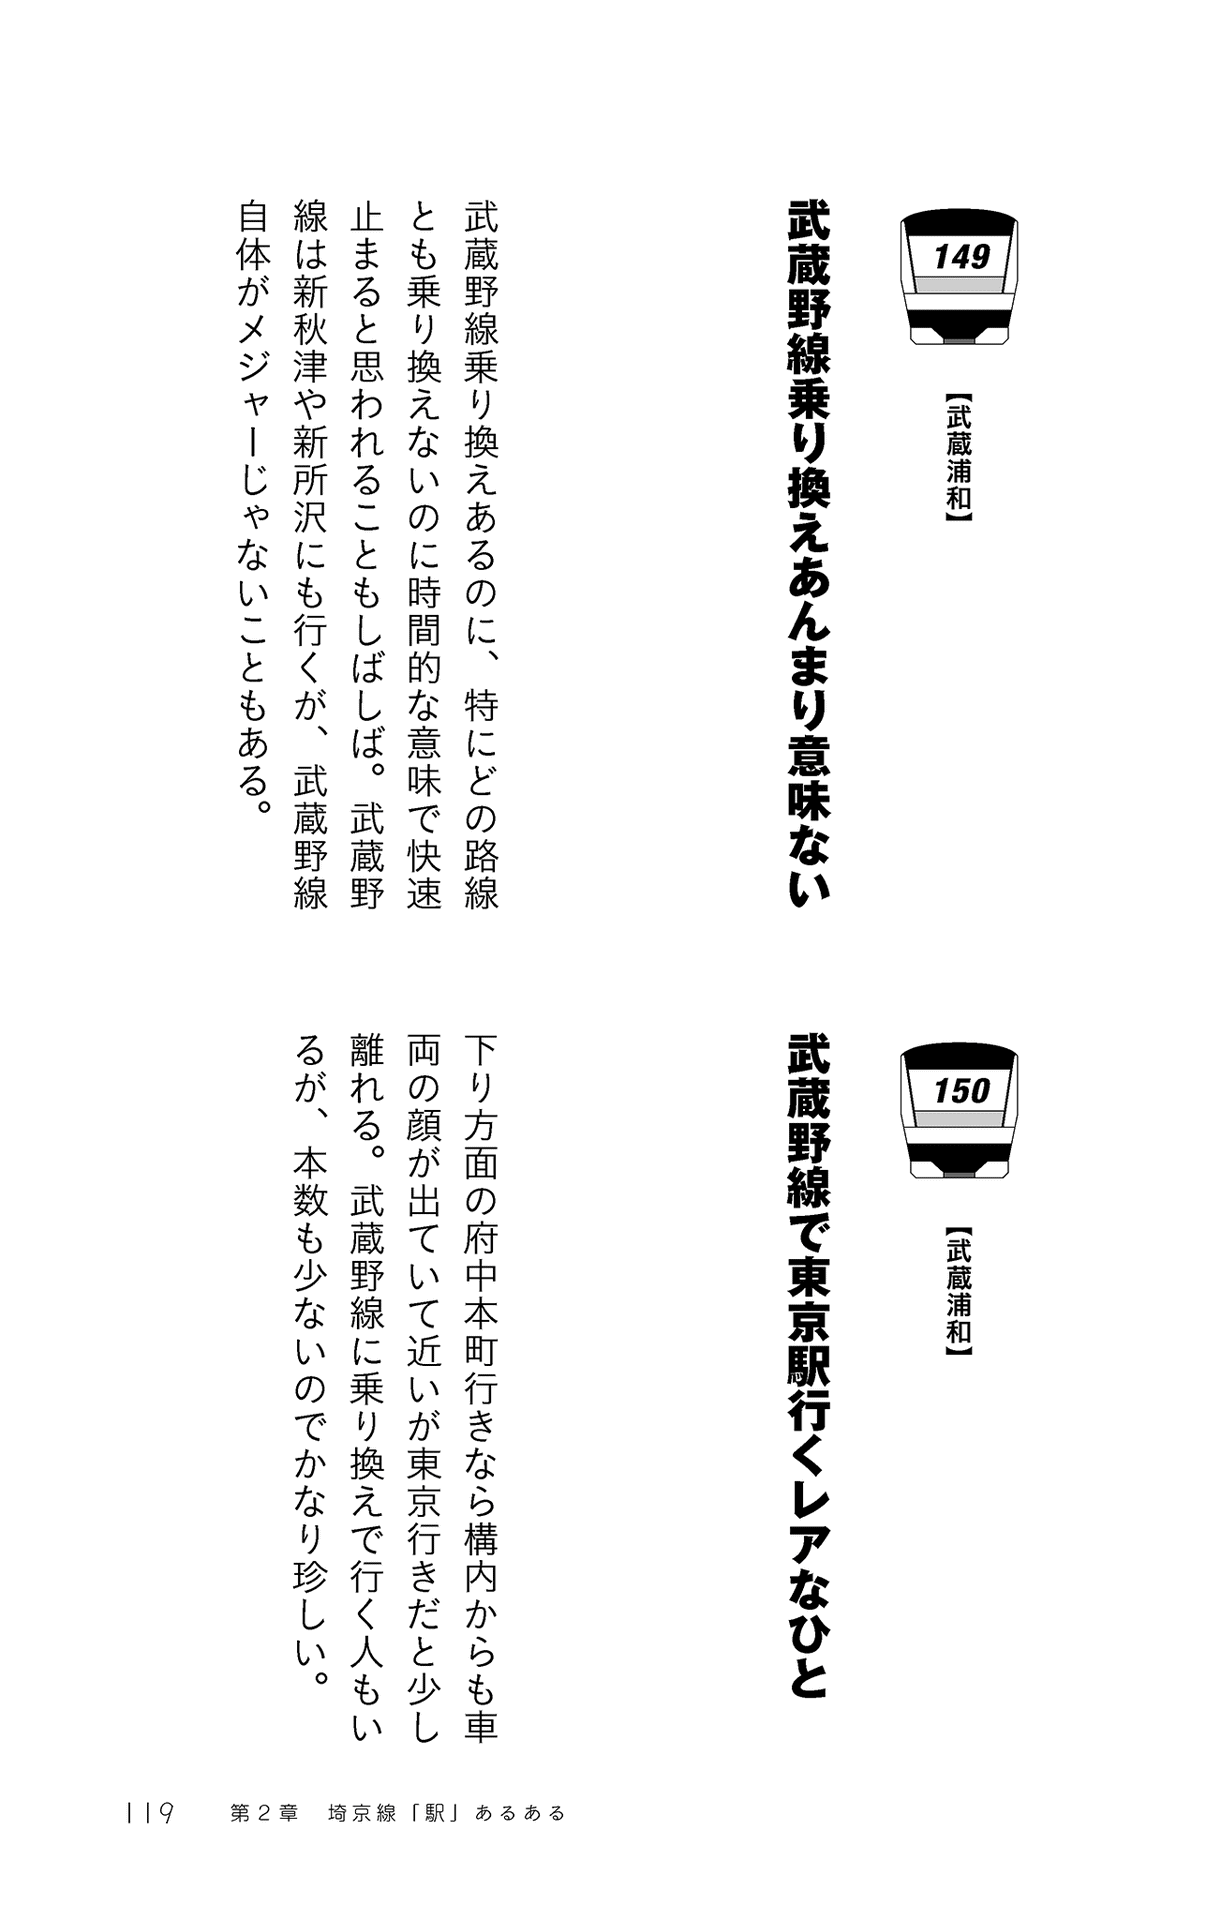 149
【武蔵浦和】
武蔵野線乗り換えあんまり意味ない
武蔵野線乗り換えあるのに、特にどの路線
とも乗り換えないのに時間的な意味で快速
止まると思われることもしばしば。武蔵野
線は新秋津や新所沢にも行くが、武蔵野線
自体がメジャーじゃないこともある。
150
【武蔵浦和】
武蔵野線で東京駅行くレアなひと
下り方面の府中本町行きなら構内からも車
両の顔が出ていて近いが東京行きだと少し
離れる。武蔵野線に乗り換えで行く人もい
るが、本数も少ないのでかなり珍しい。
119 第2章 埼京線「駅」あるある